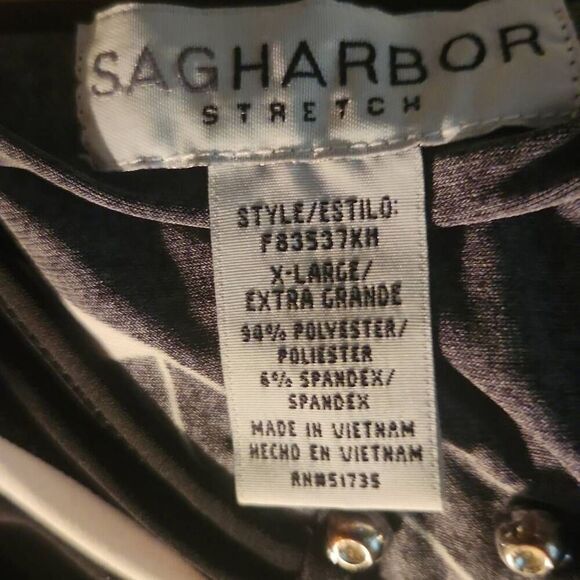 SAGHARBOR
STRETCH
STYLE/ESTILO:
F83537KH
X-LARGE/
EXTRA GRANDE
94% POLYESTER/
POLIESTER
6% SPANDEX/
SPANDEX
MADE IN VIETNAM
HECHO EN VIETNAM
RN#51735